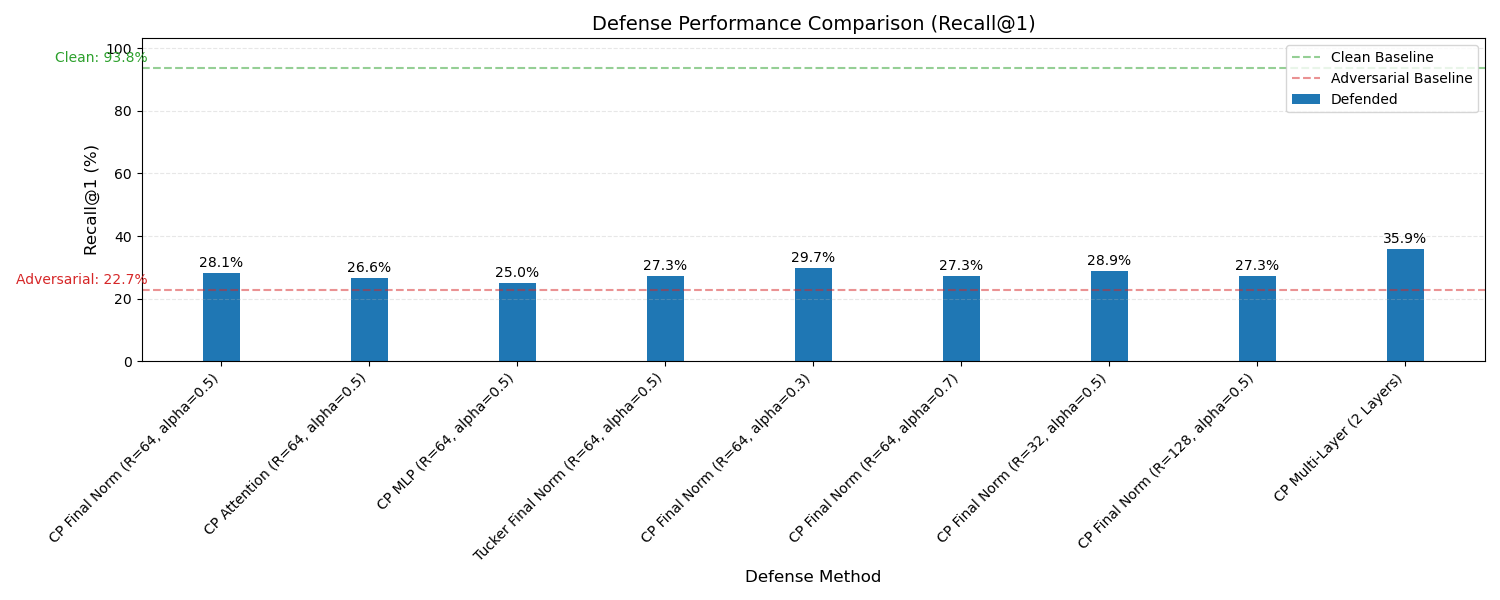 Defense Performance Comparison (Recall@1)
Clean: 93.8%
Adversarial: 22.7%
Recall@1 (%)
100
80
60
40
20
0
Clean Baseline
Adversarial Baseline
Defended
28.1%
26.6%
25.0%
27.3%
29.7%
27.3%
28.9%
27.3%
35.9%
CP Final Norm (R=64, alpha=0.5)
CP Attention (R=64, alpha=0.5)
CP MLP (R=64, alpha=0.5)
Tucker Final Norm (R=64, alpha=0.5)
CP Final Norm (R=64, alpha=0.3)
CP Final Norm (R=64, alpha=0.7)
CP Final Norm (R=32, alpha=0.5)
CP Final Norm (R=128, alpha=0.5)
CP Multi-Layer (2 Layers)
Defense Method